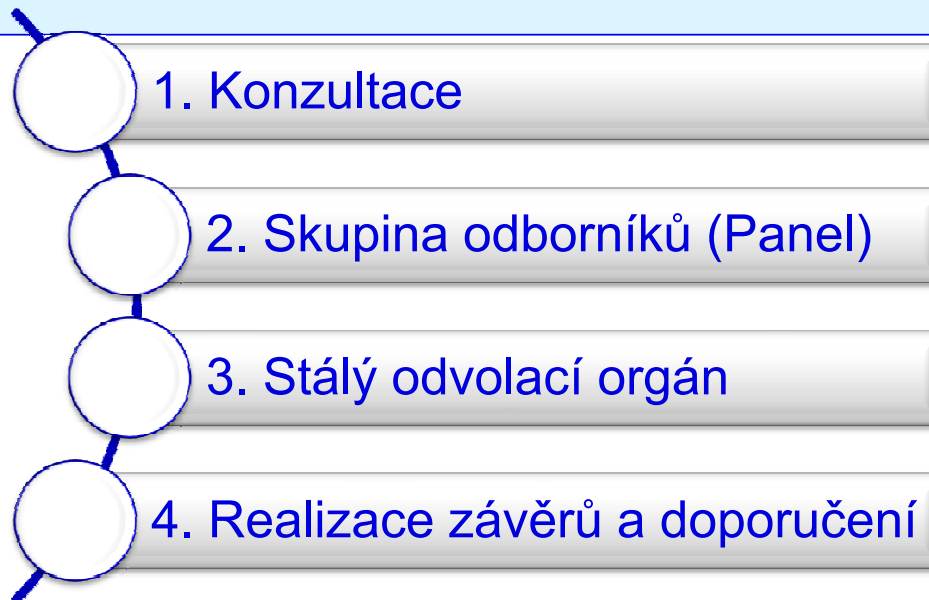 1. Konzultace
2. Skupina odborníků (Panel)
3. Stálý odvolací orgán
4. Realizace závěrů a doporučení